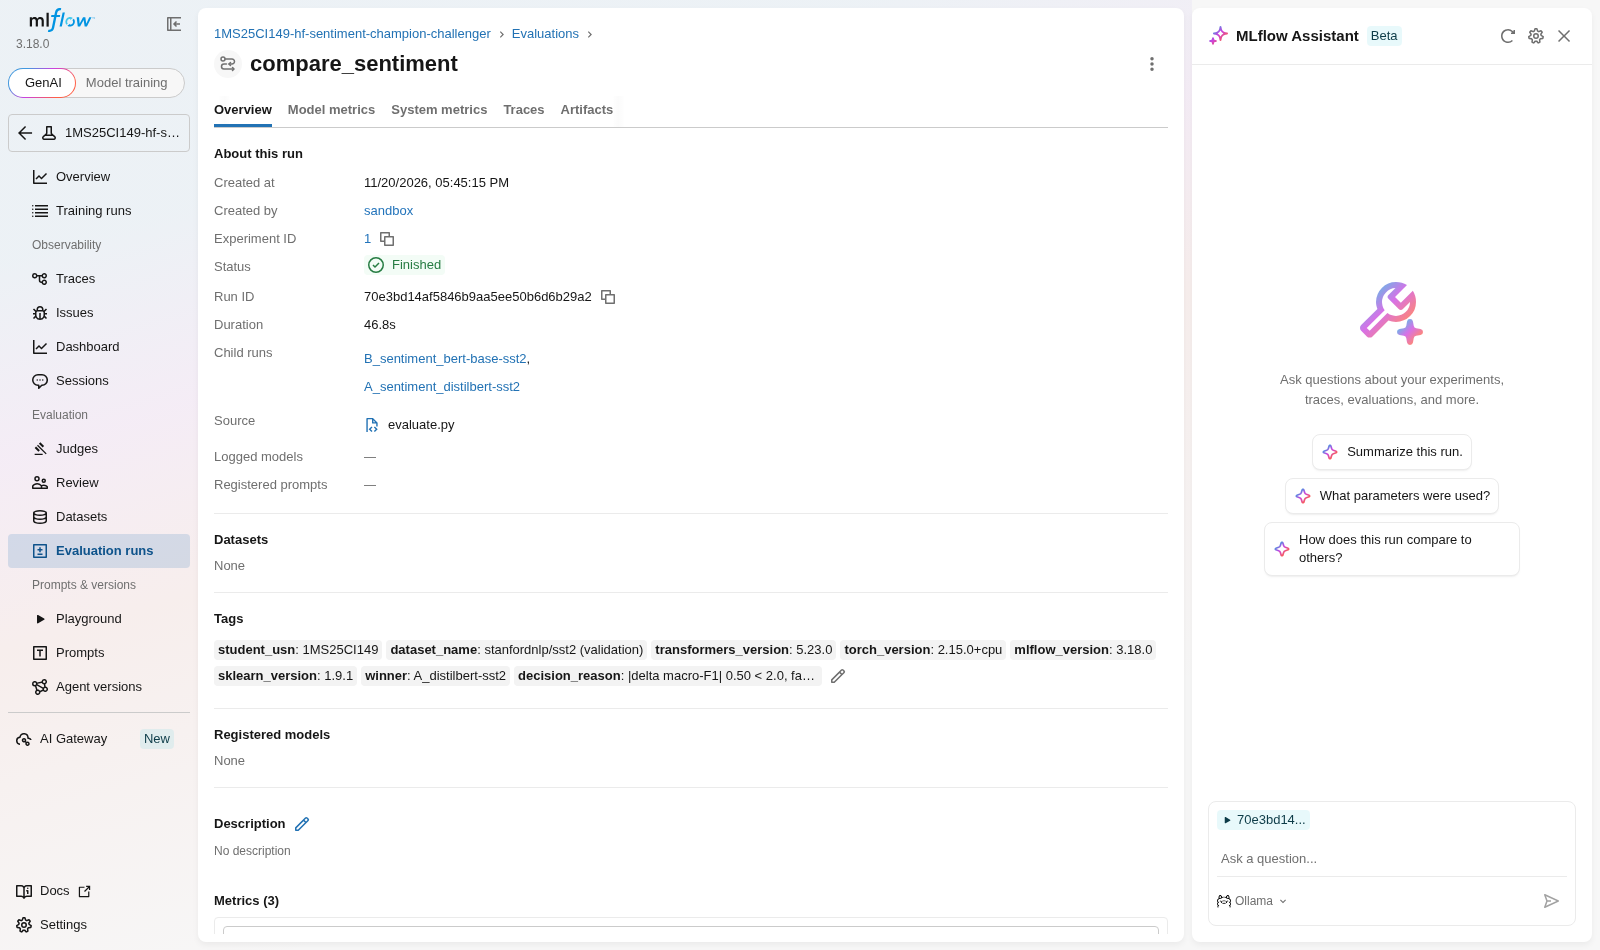 mlflow
3.18.0
GenAI
Model training
1MS25CI149-hf-s...
Overview
Training runs
Observability
Traces
Issues
Dashboard
Sessions
Evaluation
Judges
Review
Datasets
Evaluation runs
Prompts & versions
Playground
Prompts
Agent versions
AI Gateway New
Docs
Settings
1MS25CI149-hf-sentiment-champion-challenger > Evaluations >
compare_sentiment
Overview Model metrics System metrics Traces Artifacts
About this run
Created at 11/20/2026, 05:45:15 PM
Created by sandbox
Experiment ID 1
Status Finished
Run ID 70e3bd14af5846b9aa5ee50b6d6b29a2
Duration 46.8s
Child runs B_sentiment_bert-base-sst2,
A_sentiment_distilbert-sst2
Source evaluate.py
Logged models —
Registered prompts —
Datasets
None
Tags
student_usn: 1MS25CI149 dataset_name: stanfordnlp/sst2 (validation) transformers_version: 5.23.0 torch_version: 2.15.0+cpu mlflow_version: 3.18.0
sklearn_version: 1.9.1 winner: A_distilbert-sst2 decision_reason: |delta macro-F1| 0.50 < 2.0, fa...
Registered models
None
Description
No description
Metrics (3)
MLflow Assistant Beta
Ask questions about your experiments,
traces, evaluations, and more.
Summarize this run.
What parameters were used?
How does this run compare to
others?
70e3bd14...
Ask a question...
Ollama